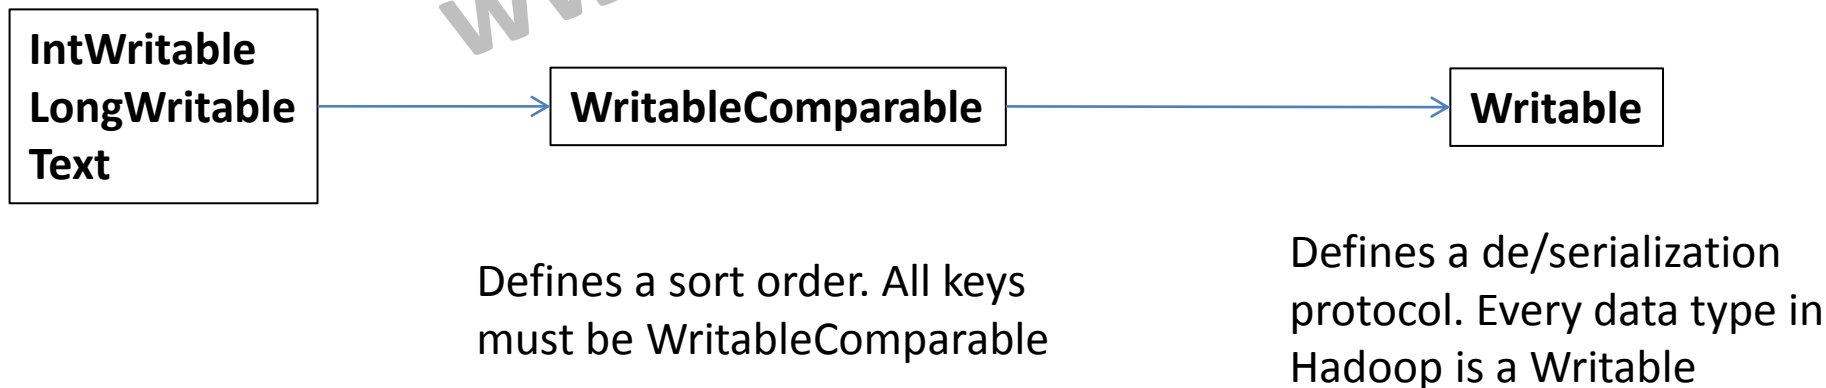 IntWritable
LongWritable
Text
WritableComparable
Writable
Defines a sort order. All keys
must be WritableComparable
Defines a de/serialization
protocol. Every data type in
Hadoop is a Writable